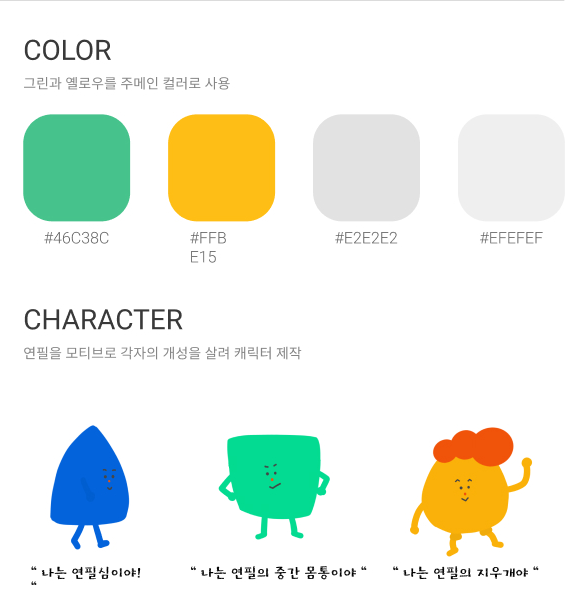 COLOR
그린과 옐로우를 주메인 컬러로 사용
#46C38C
#FFB
E15
#E2E2E2
#EFEFEF
CHARACTER
연필을 모티브로 각자의 개성을 살려 캐릭터 제작
“ 나는 연필심이야!
“
“ 나는 연필의 중간 몸통이야 “
“ 나는 연필의 지우개야 “